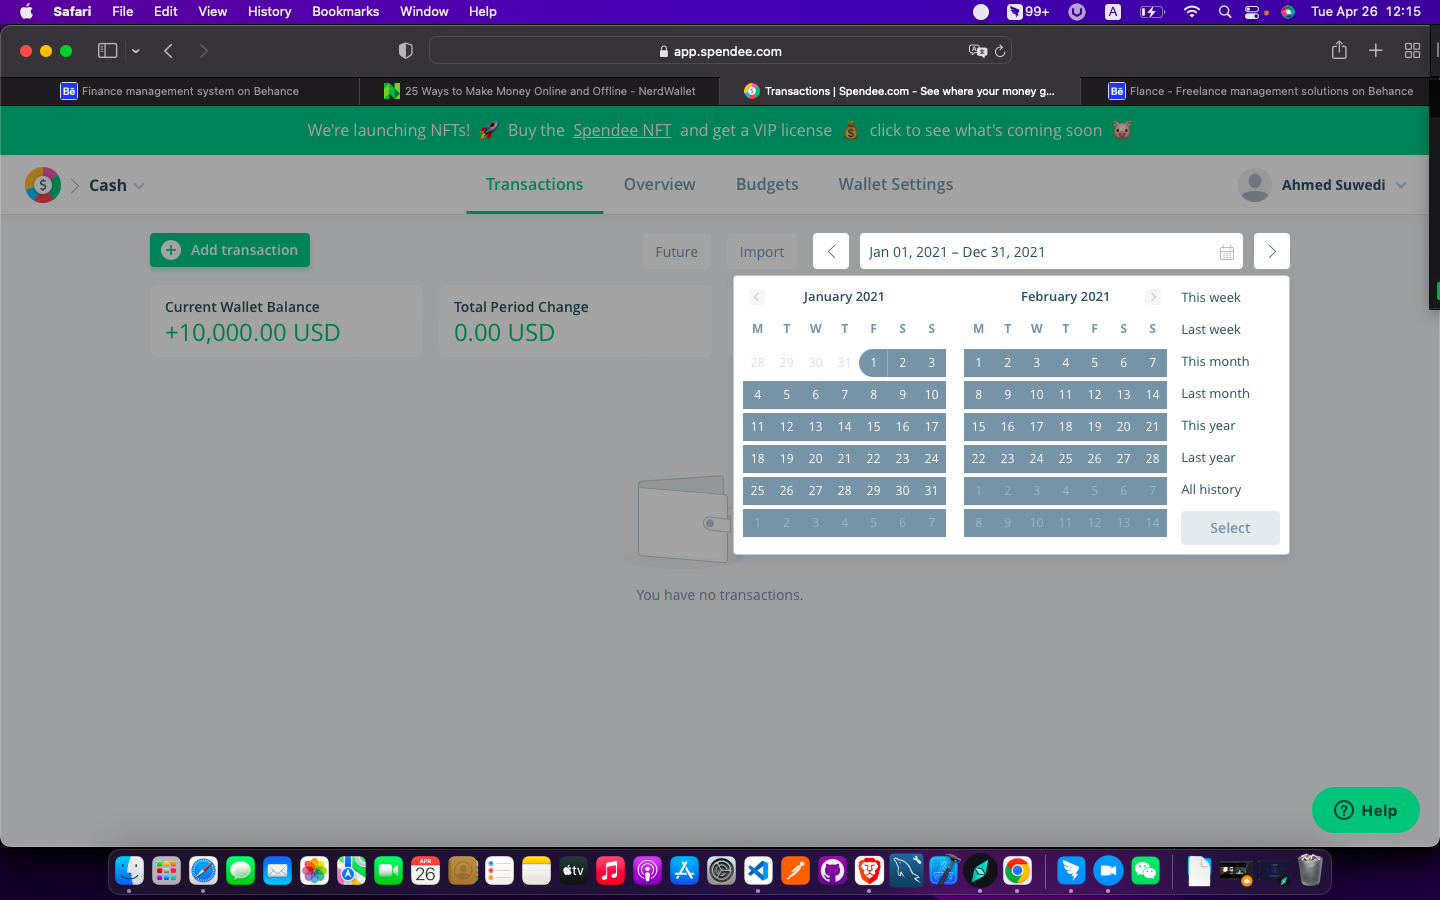 Safari File Edit View History Bookmarks Window Help 99+ A Tue Apr 26 12:15
app.spendee.com
Bē Finance management system on Behance 25 Ways to Make Money Online and Offline - NerdWallet Transactions | Spendee.com - See where your money g... Bē Flance - Freelance management solutions on Behance
We're launching NFTs! Buy the Spendee NFT and get a VIP license click to see what's coming soon
Cash Transactions Overview Budgets Wallet Settings Ahmed Suwedi
Add transaction Future Import Jan 01, 2021 – Dec 31, 2021
Current Wallet Balance Total Period Change
+10,000.00 USD 0.00 USD
January 2021 February 2021 This week
M T W T F S S M T W T F S S Last week
28 29 30 31 1 2 3 1 2 3 4 5 6 7 This month
4 5 6 7 8 9 10 8 9 10 11 12 13 14 Last month
11 12 13 14 15 16 17 15 16 17 18 19 20 21 This year
18 19 20 21 22 23 24 22 23 24 25 26 27 28 Last year
25 26 27 28 29 30 31 1 2 3 4 5 6 7 All history
1 2 3 4 5 6 7 8 9 10 11 12 13 14 Select
You have no transactions.
Help
APR
26
tv